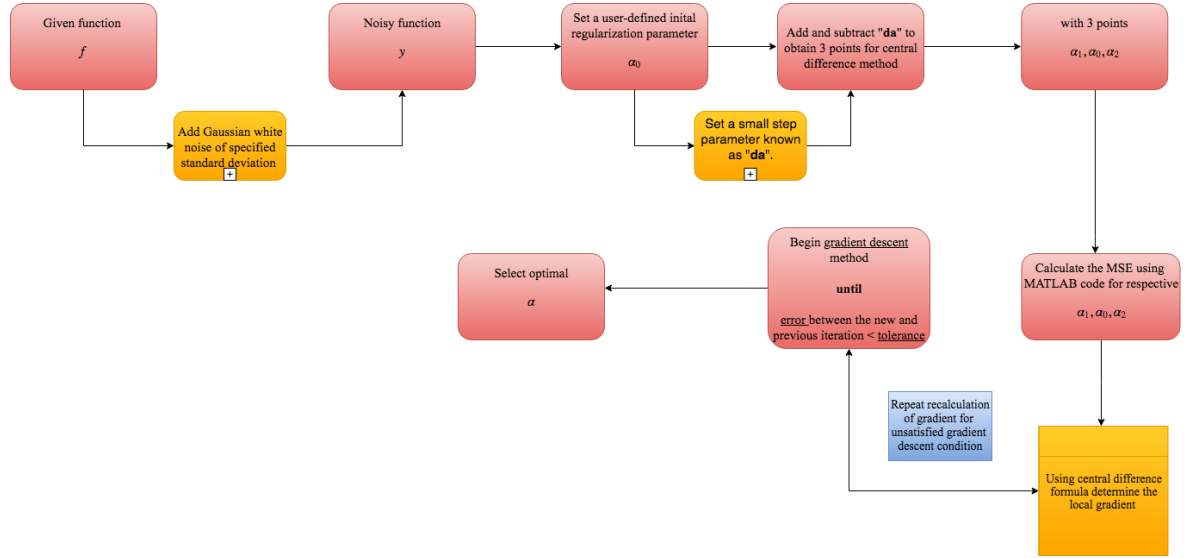 Given function
f
Add Gaussian white
noise of specified
standard deviation
+
Noisy function
y
Set a user-defined inital
regularization parameter
α₀
Set a small step
parameter known
as "da".
+
Add and subtract "da" to
obtain 3 points for central
difference method
with 3 points
α₁, α₀, α₂
Calculate the MSE using
MATLAB code for respective
α₁, α₀, α₂
Using central difference
formula determine the
local gradient
Repeat recalculation
of gradient for
unsatisfied gradient
descent condition
Begin gradient descent
method
until
error between the new and
previous iteration < tolerance
Select optimal
α